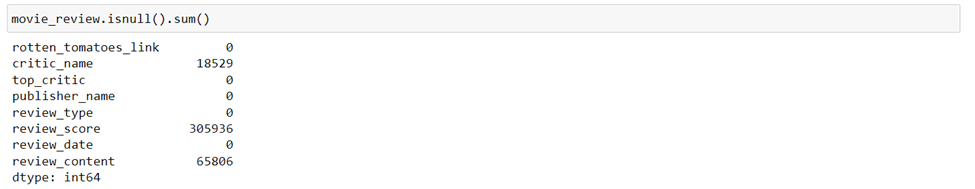 movie_review.isnull().sum()
rotten_tomatoes_link 0
critic_name 18529
top_critic 0
publisher_name 0
review_type 0
review_score 305936
review_date 0
review_content 65806
dtype: int64